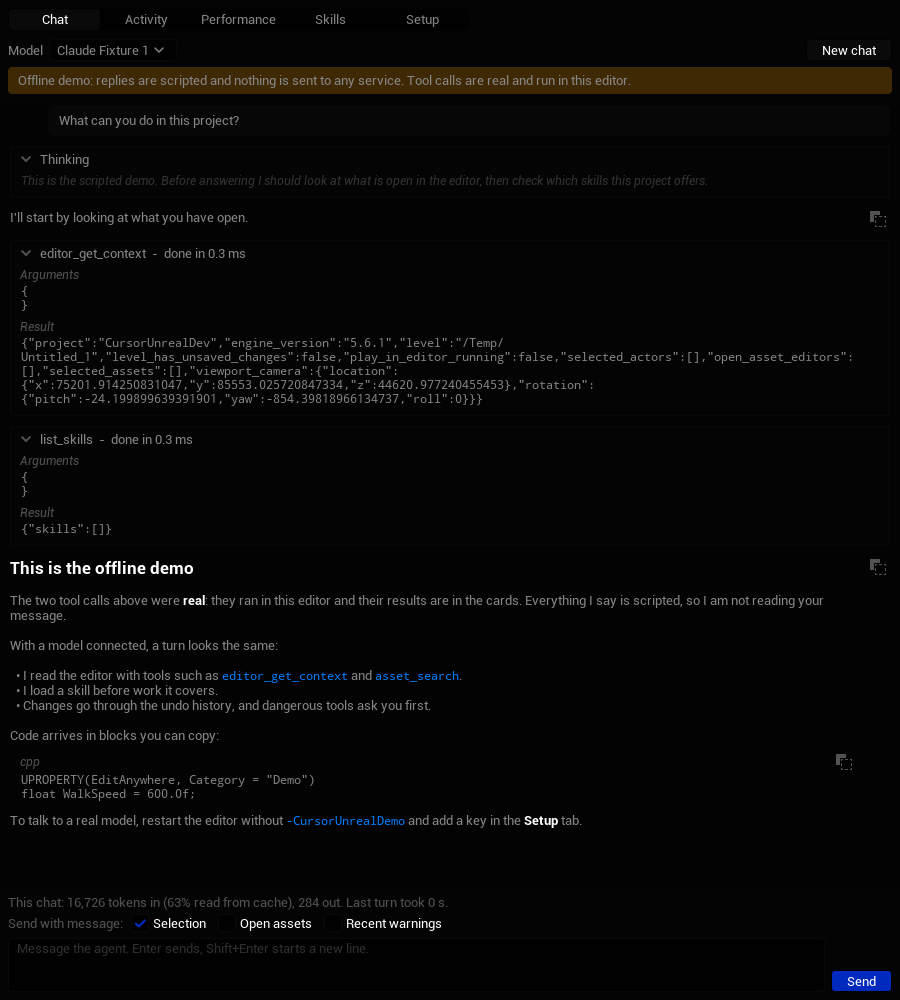 Chat Activity Performance Skills Setup
Model Claude Fixture 1 New chat
Offline demo: replies are scripted and nothing is sent to any service. Tool calls are real and run in this editor.
What can you do in this project?
Thinking
This is the scripted demo. Before answering I should look at what is open in the editor, then check which skills this project offers.
I'll start by looking at what you have open.
editor_get_context - done in 0.3 ms
Arguments
{
}
Result
{"project":"CursorUnrealDev","engine_version":"5.6.1","level":"/Temp/
Untitled_1","level_has_unsaved_changes":false,"play_in_editor_running":false,"selected_actors":[],"open_asset_editors":
[],"selected_assets":[],"viewport_camera":{"location":
{"x":75201.914250831047,"y":85553.025720847334,"z":44620.977240455453},"rotation":
{"pitch":-24.199899639391901,"yaw":-854.39818966134737,"roll":0}}}
list_skills - done in 0.3 ms
Arguments
{
}
Result
{"skills":[]}
This is the offline demo
The two tool calls above were real: they ran in this editor and their results are in the cards. Everything I say is scripted, so I am not reading your
message.
With a model connected, a turn looks the same:
• I read the editor with tools such as editor_get_context and asset_search.
• I load a skill before work it covers.
• Changes go through the undo history, and dangerous tools ask you first.
Code arrives in blocks you can copy:
cpp
UPROPERTY(EditAnywhere, Category = "Demo")
float WalkSpeed = 600.0f;
To talk to a real model, restart the editor without -CursorUnrealDemo and add a key in the Setup tab.
This chat: 16,726 tokens in (63% read from cache), 284 out. Last turn took 0 s.
Send with message: Selection Open assets Recent warnings
Message the agent. Enter sends, Shift+Enter starts a new line.
Send